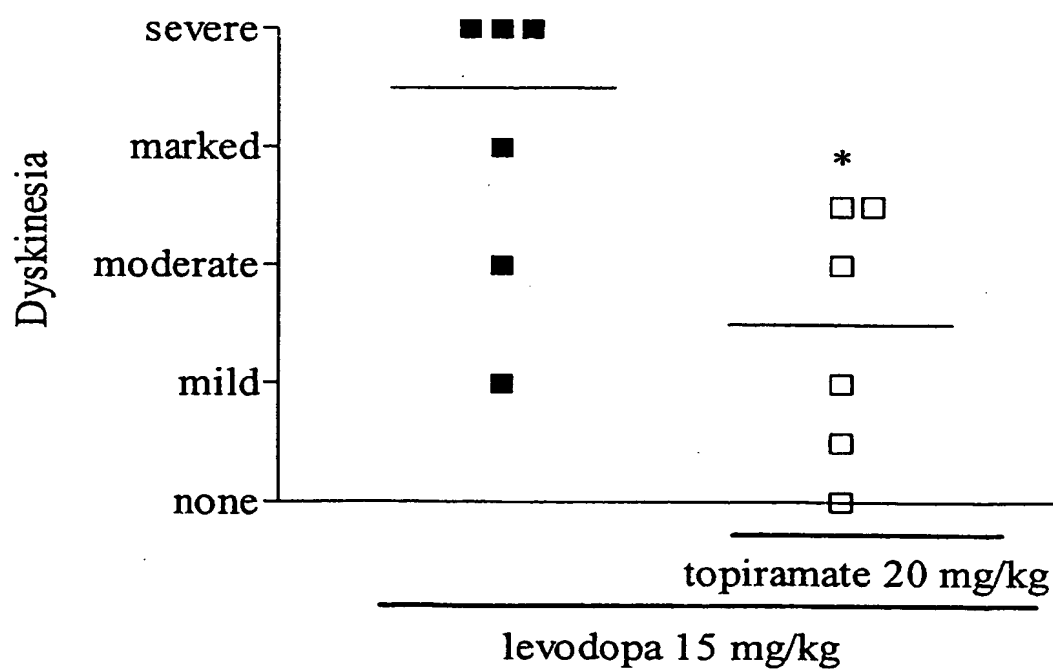 severe
marked
Dyskinesia
*
moderate
mild
none
topiramate 20 mg/kg
levodopa 15 mg/kg